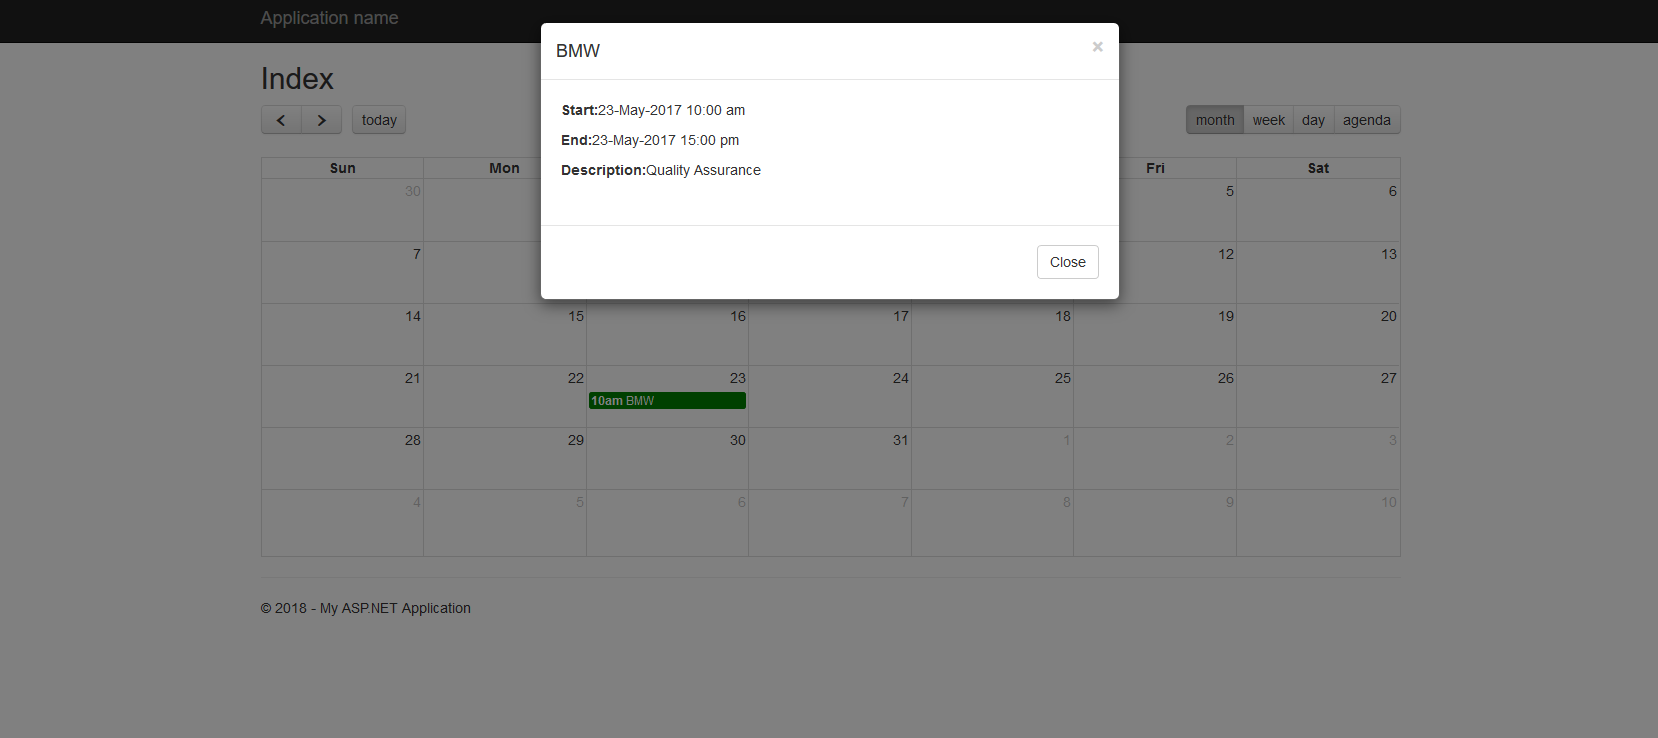 Application name
BMW ×
Start:23-May-2017 10:00 am
End:23-May-2017 15:00 pm
Description:Quality Assurance
Close
Index
today
month week day agenda
Sun Mon Fri Sat
30 5 6
7 12 13
14 15 16 17 18 19 20
21 22 23 24 25 26 27
10am BMW
28 29 30 31 1 2 3
4 5 6 7 8 9 10
© 2018 - My ASP.NET Application